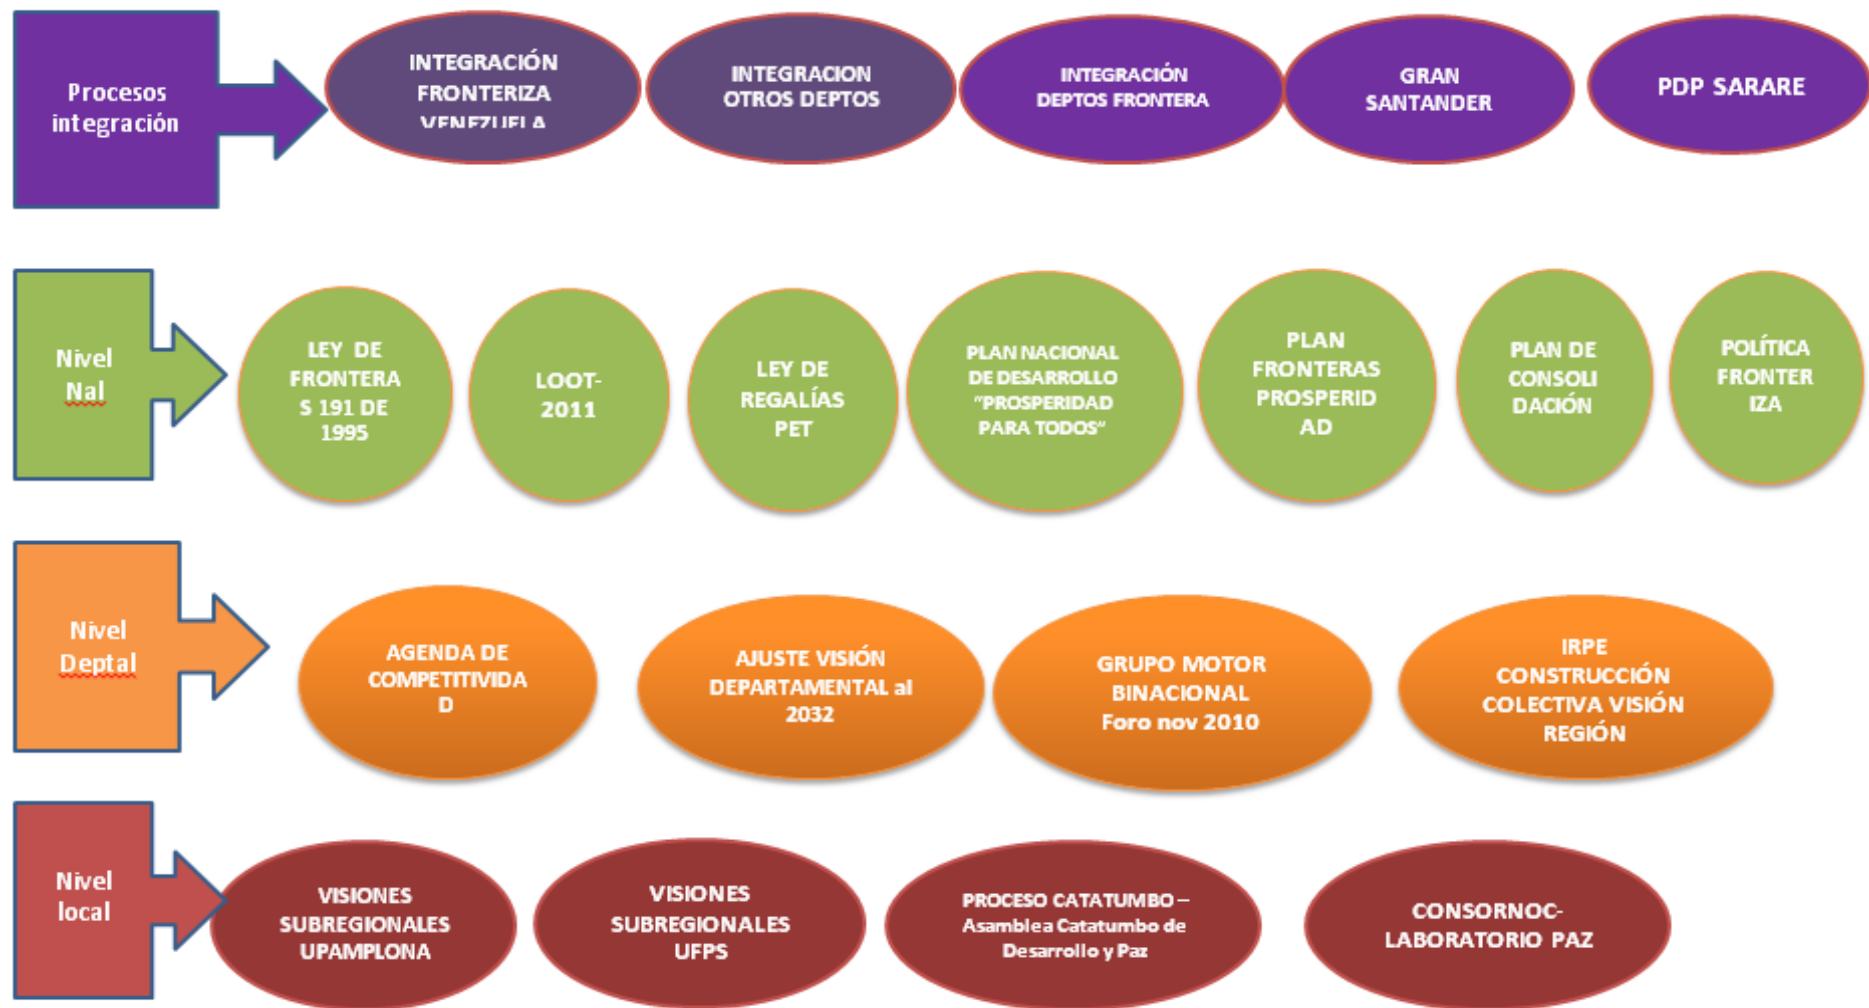 Procesos
integración
INTEGRACIÓN
FRONTERIZA
VENEZUELA
INTEGRACION
OTROS DEPTOS
INTEGRACIÓN
DEPTOS FRONTERA
GRAN
SANTANDER
PDP SARARE
Nivel
Nal
LEY DE
FRONTERA
S 191 DE
1995
LOOT-
2011
LEY DE
REGALÍAS
PET
PLAN NACIONAL
DE DESARROLLO
"PROSPERIDAD
PARA TODOS"
PLAN
FRONTERAS
PROSPERID
AD
PLAN DE
CONSOLI
DACIÓN
POLÍTICA
FRONTER
IZA
Nivel
Deptal
AGENDA DE
COMPETITIVIDA
D
AJUSTE VISIÓN
DEPARTAMENTAL al
2032
GRUPO MOTOR
BINACIONAL
Foro nov 2010
IRPE
CONSTRUCCIÓN
COLECTIVA VISIÓN
REGIÓN
Nivel
local
VISIONES
SUBREGIONALES
UPAMPLONA
VISIONES
SUBREGIONALES
UFPS
PROCESO CATATUMBO –
Asamblea Catatumbo de
Desarrollo y Paz
CONSORNOC-
LABORATORIO PAZ